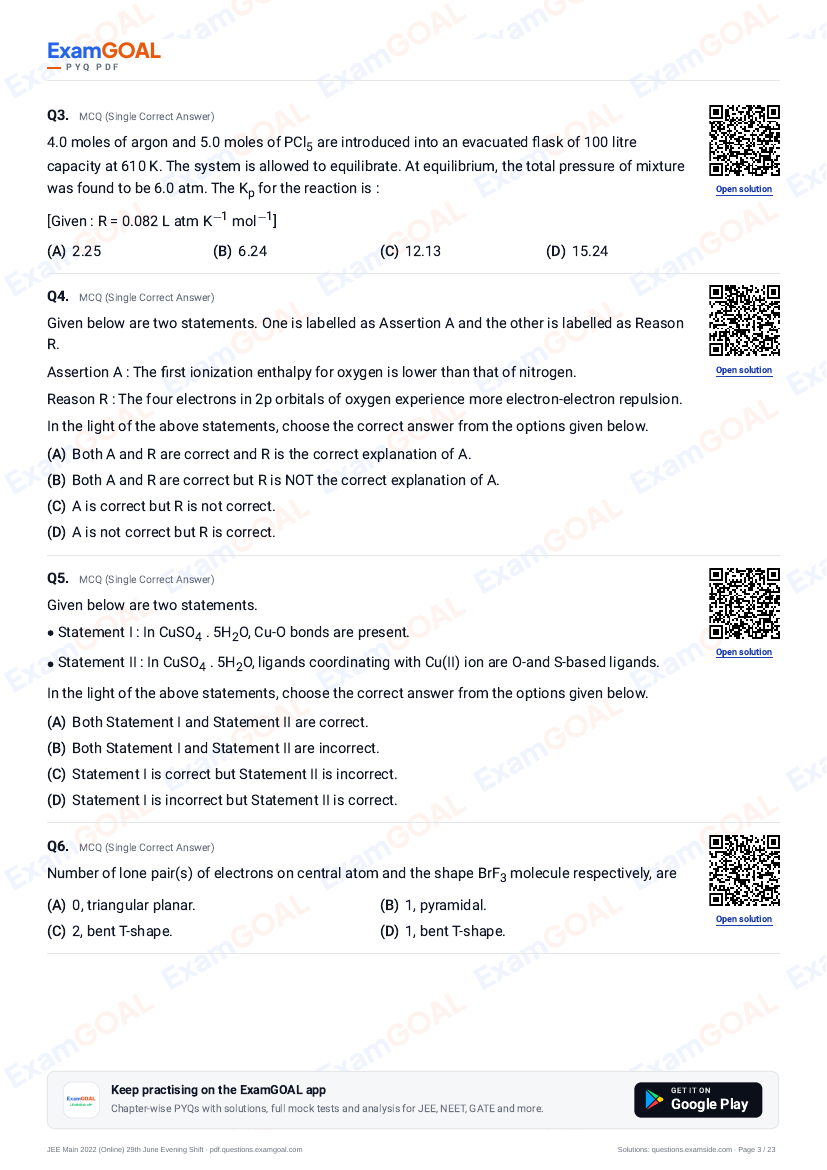 ExamGOAL
PYQ PDF
Q3. MCQ (Single Correct Answer)
4.0 moles of argon and 5.0 moles of PCl5 are introduced into an evacuated flask of 100 litre
capacity at 610 K. The system is allowed to equilibrate. At equilibrium, the total pressure of mixture
was found to be 6.0 atm. The Kp for the reaction is :
[Given : R = 0.082 L atm K−1 mol−1]
(A) 2.25 (B) 6.24 (C) 12.13 (D) 15.24
Open solution
Q4. MCQ (Single Correct Answer)
Given below are two statements. One is labelled as Assertion A and the other is labelled as Reason
R.
Assertion A : The first ionization enthalpy for oxygen is lower than that of nitrogen.
Reason R : The four electrons in 2p orbitals of oxygen experience more electron-electron repulsion.
In the light of the above statements, choose the correct answer from the options given below.
(A) Both A and R are correct and R is the correct explanation of A.
(B) Both A and R are correct but R is NOT the correct explanation of A.
(C) A is correct but R is not correct.
(D) A is not correct but R is correct.
Open solution
Q5. MCQ (Single Correct Answer)
Given below are two statements.
• Statement I : In CuSO4 . 5H2O, Cu-O bonds are present.
• Statement II : In CuSO4 . 5H2O, ligands coordinating with Cu(II) ion are O-and S-based ligands.
In the light of the above statements, choose the correct answer from the options given below.
(A) Both Statement I and Statement II are correct.
(B) Both Statement I and Statement II are incorrect.
(C) Statement I is correct but Statement II is incorrect.
(D) Statement I is incorrect but Statement II is correct.
Open solution
Q6. MCQ (Single Correct Answer)
Number of lone pair(s) of electrons on central atom and the shape BrF3 molecule respectively, are
(A) 0, triangular planar. (B) 1, pyramidal.
(C) 2, bent T-shape. (D) 1, bent T-shape.
Open solution
ExamGOAL
Keep practising on the ExamGOAL app
Chapter-wise PYQs with solutions, full mock tests and analysis for JEE, NEET, GATE and more.
GET IT ON
Google Play
JEE Main 2022 (Online) 29th June Evening Shift · pdf.questions.examgoal.com
Solutions: questions.examside.com · Page 3 / 23